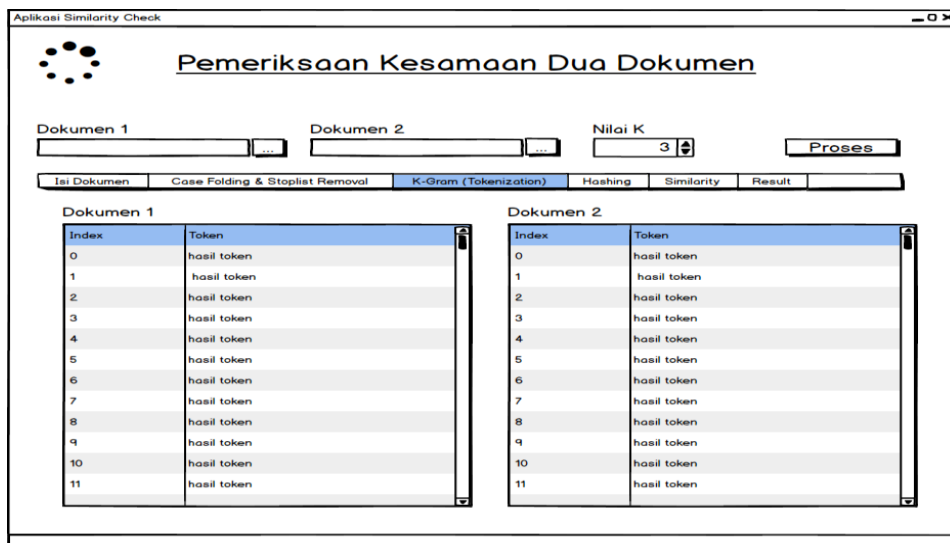 Aplikasi Similarity Check
Pemeriksaan Kesamaan Dua Dokumen
Dokumen 1 Dokumen 2 Nilai K
... ... 3 Proses
Isi Dokumen Case Folding & Stoplist Removal K-Gram (Tokenization) Hashing Similarity Result
Dokumen 1 Dokumen 2
Index Token Index Token
0 hasil token 0 hasil token
1 hasil token 1 hasil token
2 hasil token 2 hasil token
3 hasil token 3 hasil token
4 hasil token 4 hasil token
5 hasil token 5 hasil token
6 hasil token 6 hasil token
7 hasil token 7 hasil token
8 hasil token 8 hasil token
9 hasil token 9 hasil token
10 hasil token 10 hasil token
11 hasil token 11 hasil token